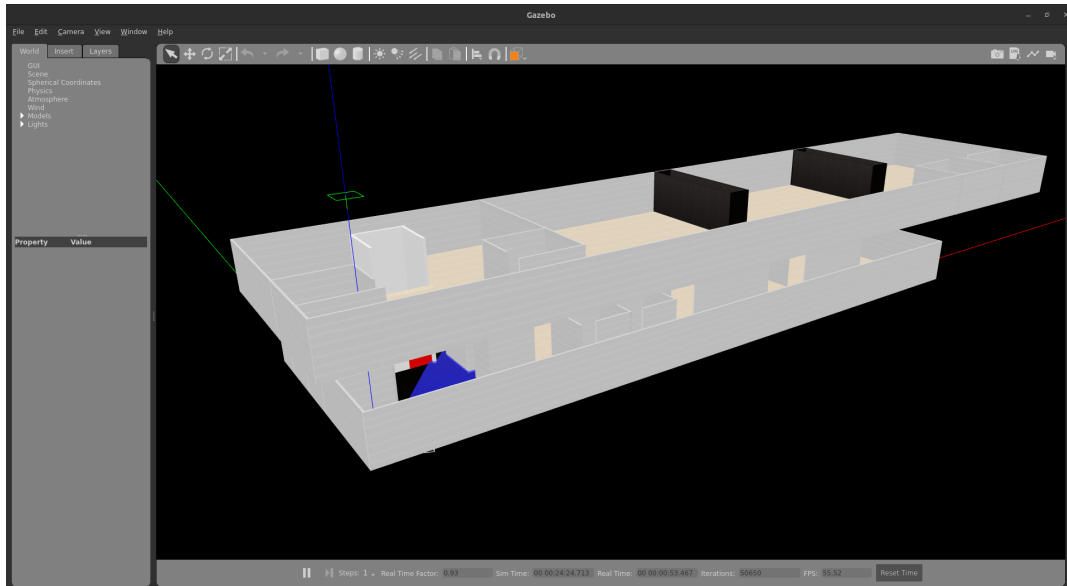 Gazebo
File Edit Camera View Window Help
World Insert Layers
GUI
Scene
Spherical Coordinates
Physics
Atmosphere
Wind
Models
Lights
Property Value
Steps: 1 Real Time Factor: 0.93 Sim Time: 00 00:24:24.713 Real Time: 00 00:00:53.467 Iterations: 50650 FPS: 55.52 Reset Time